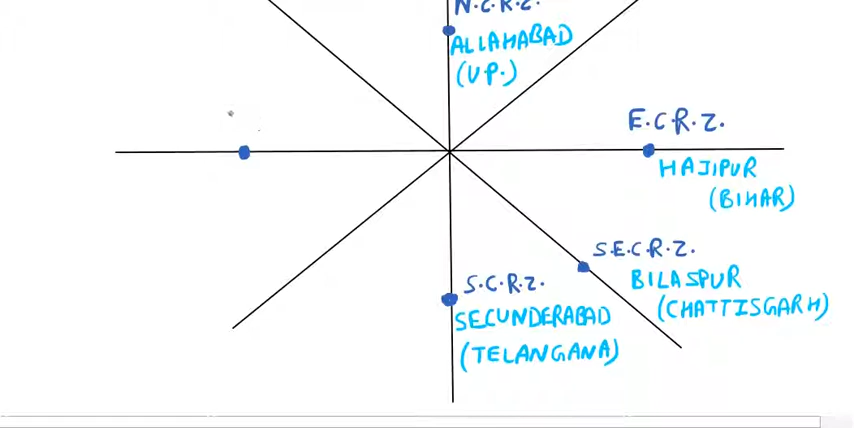 N.C.R.Z.
ALLAHABAD
(UP.)
E.C.R.Z.
HAJIPUR
(BIHAR)
S.E.C.R.Z.
BILASPUR
(CHATTISGARH)
S.C.R.Z.
SECUNDERABAD
(TELANGANA)